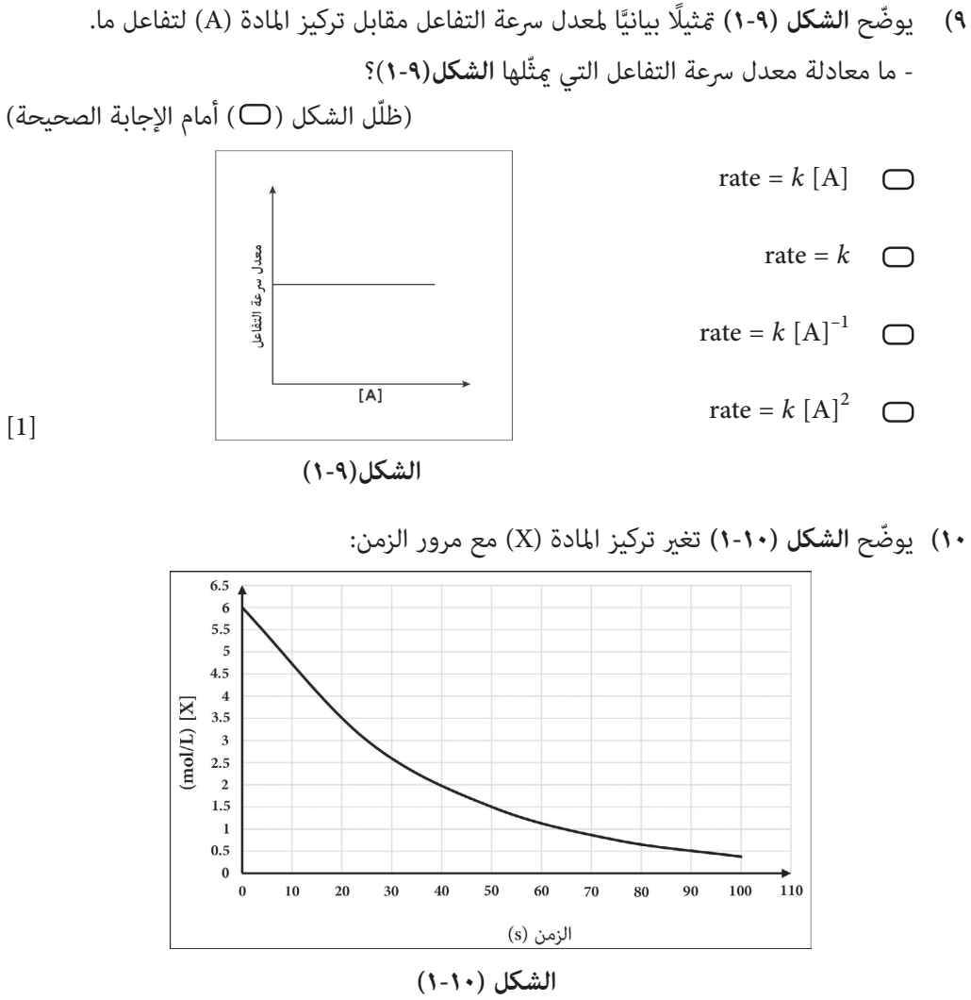 ٩) يوضّح الشكل (٩-١) تمثيلًا بيانيًّا لمعدل سرعة التفاعل مقابل تركيز المادة (A) لتفاعل ما.
- ما معادلة معدل سرعة التفاعل التي يمثّلها الشكل(٩-١)؟
(ظلّل الشكل ( ) أمام الإجابة الصحيحة)
rate = k [A]
rate = k
rate = k [A]⁻¹
rate = k [A]²
معدل سرعة التفاعل
[A]
[1]
الشكل(٩-١)
١٠) يوضّح الشكل (١٠-١) تغير تركيز المادة (X) مع مرور الزمن:
6.5
6
5.5
5
4.5
4
3.5
3
2.5
2
1.5
1
0.5
0
[X] (mol/L)
0 10 20 30 40 50 60 70 80 90 100 110
الزمن (s)
الشكل (١٠-١)